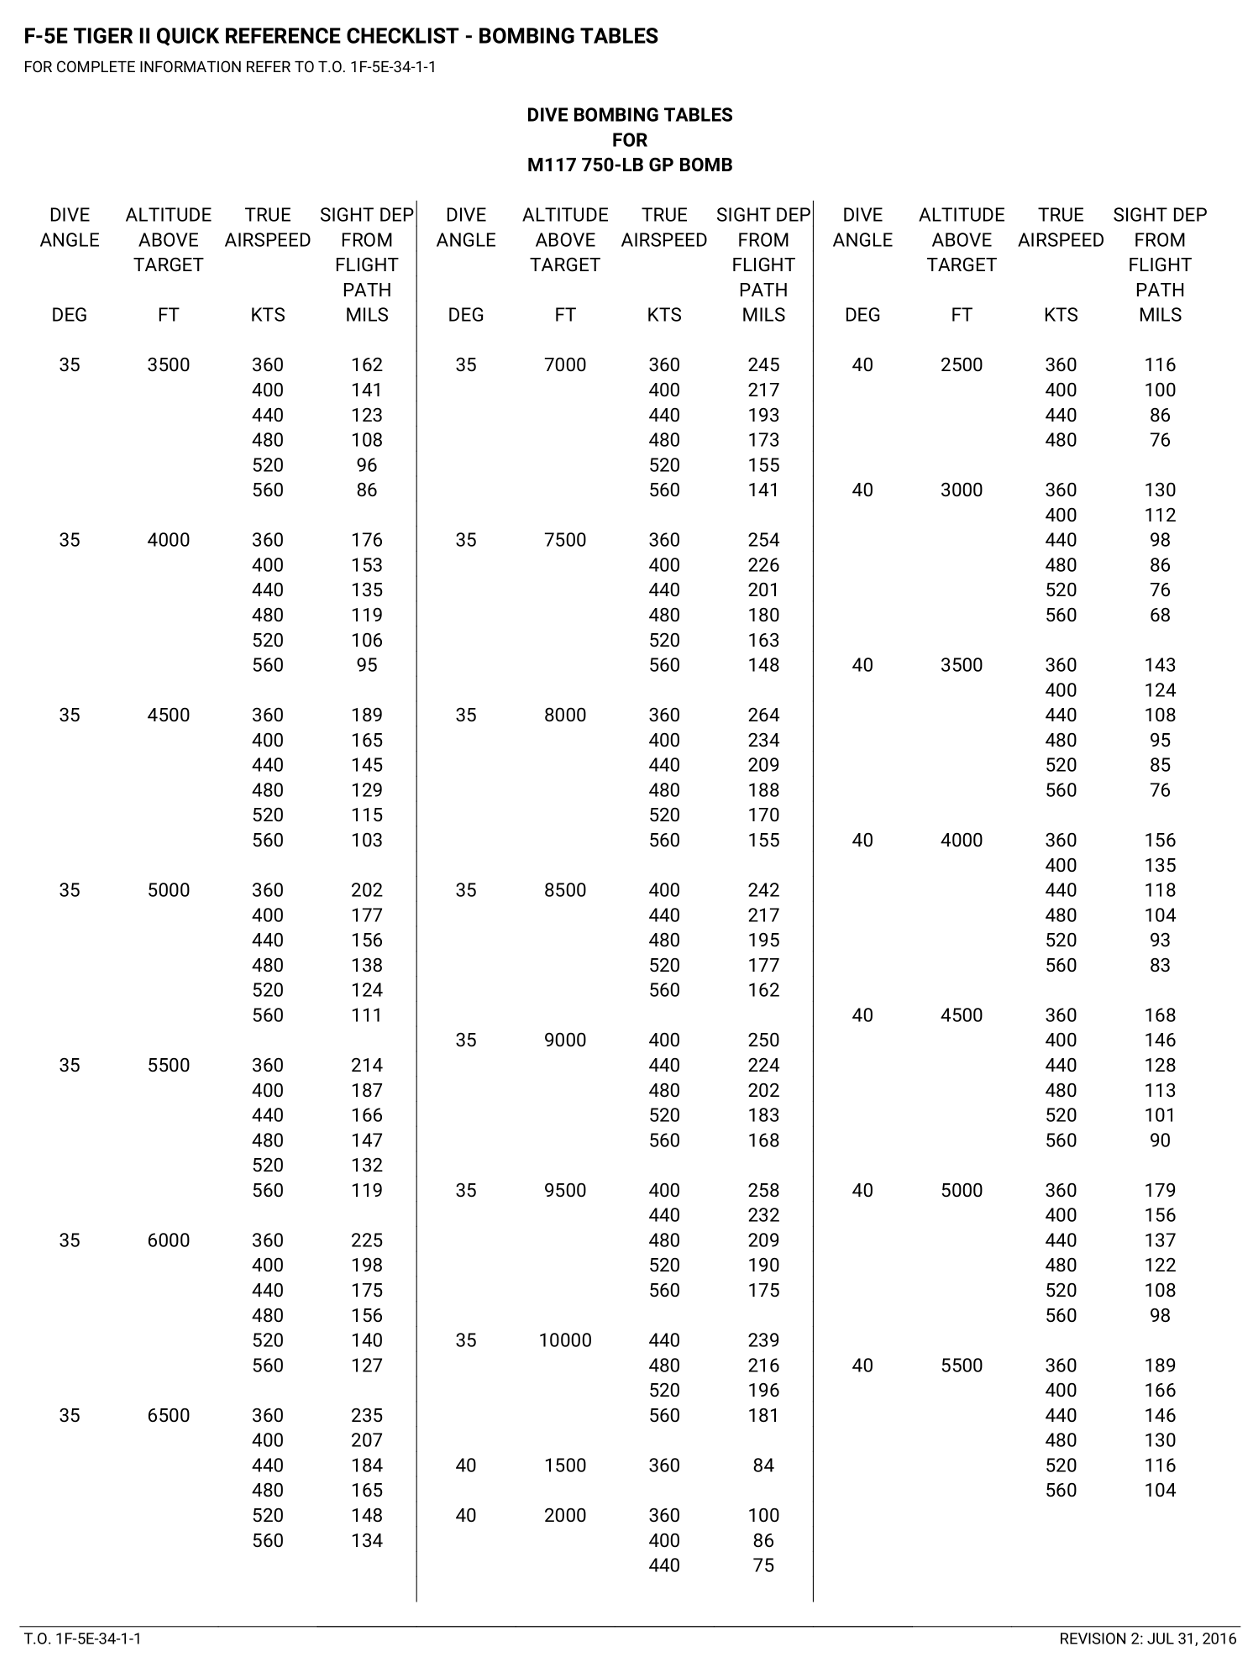 F-5E TIGER II QUICK REFERENCE CHECKLIST - BOMBING TABLES
FOR COMPLETE INFORMATION REFER TO T.O. 1F-5E-34-1-1
DIVE BOMBING TABLES
FOR
M117 750-LB GP BOMB
DIVE ALTITUDE TRUE SIGHT DEP
ANGLE ABOVE AIRSPEED FROM
TARGET FLIGHT
PATH
DEG FT KTS MILS
35 3500 360 162
400 141
440 123
480 108
520 96
560 86
35 4000 360 176
400 153
440 135
480 119
520 106
560 95
35 4500 360 189
400 165
440 145
480 129
520 115
560 103
35 5000 360 202
400 177
440 156
480 138
520 124
560 111
35 5500 360 214
400 187
440 166
480 147
520 132
560 119
35 6000 360 225
400 198
440 175
480 156
520 140
560 127
35 6500 360 235
400 207
440 184
480 165
520 148
560 134
DIVE ALTITUDE TRUE SIGHT DEP
ANGLE ABOVE AIRSPEED FROM
TARGET FLIGHT
PATH
DEG FT KTS MILS
35 7000 360 245
400 217
440 193
480 173
520 155
560 141
35 7500 360 254
400 226
440 201
480 180
520 163
560 148
35 8000 360 264
400 234
440 209
480 188
520 170
560 155
35 8500 400 242
440 217
480 195
520 177
560 162
35 9000 400 250
440 224
480 202
520 183
560 168
35 9500 400 258
440 232
480 209
520 190
560 175
35 10000 440 239
480 216
520 196
560 181
40 1500 360 84
40 2000 360 100
400 86
440 75
DIVE ALTITUDE TRUE SIGHT DEP
ANGLE ABOVE AIRSPEED FROM
TARGET FLIGHT
PATH
DEG FT KTS MILS
40 2500 360 116
400 100
440 86
480 76
40 3000 360 130
400 112
440 98
480 86
520 76
560 68
40 3500 360 143
400 124
440 108
480 95
520 85
560 76
40 4000 360 156
400 135
440 118
480 104
520 93
560 83
40 4500 360 168
400 146
440 128
480 113
520 101
560 90
40 5000 360 179
400 156
440 137
480 122
520 108
560 98
40 5500 360 189
400 166
440 146
480 130
520 116
560 104
T.O. 1F-5E-34-1-1
REVISION 2: JUL 31, 2016